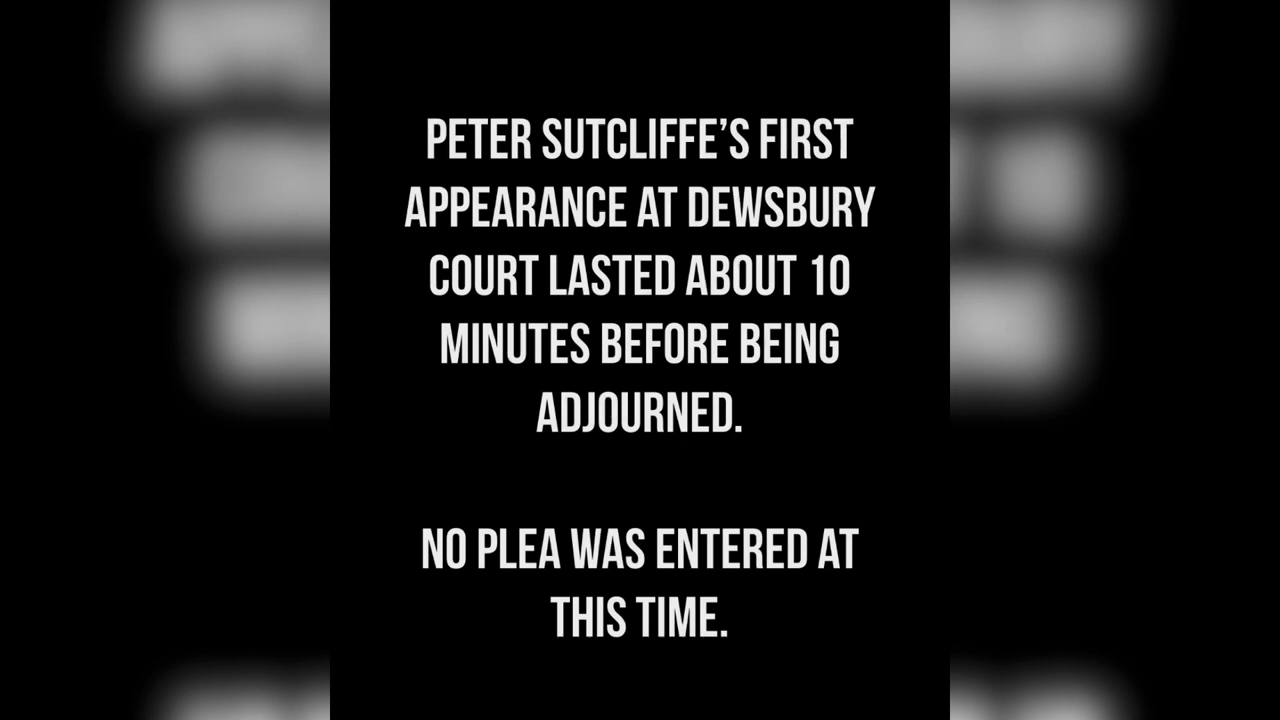 PETER SUTCLIFFE’S FIRST
APPEARANCE AT DEWSBURY
COURT LASTED ABOUT 10
MINUTES BEFORE BEING
ADJOURNED.
NO PLEA WAS ENTERED AT
THIS TIME.